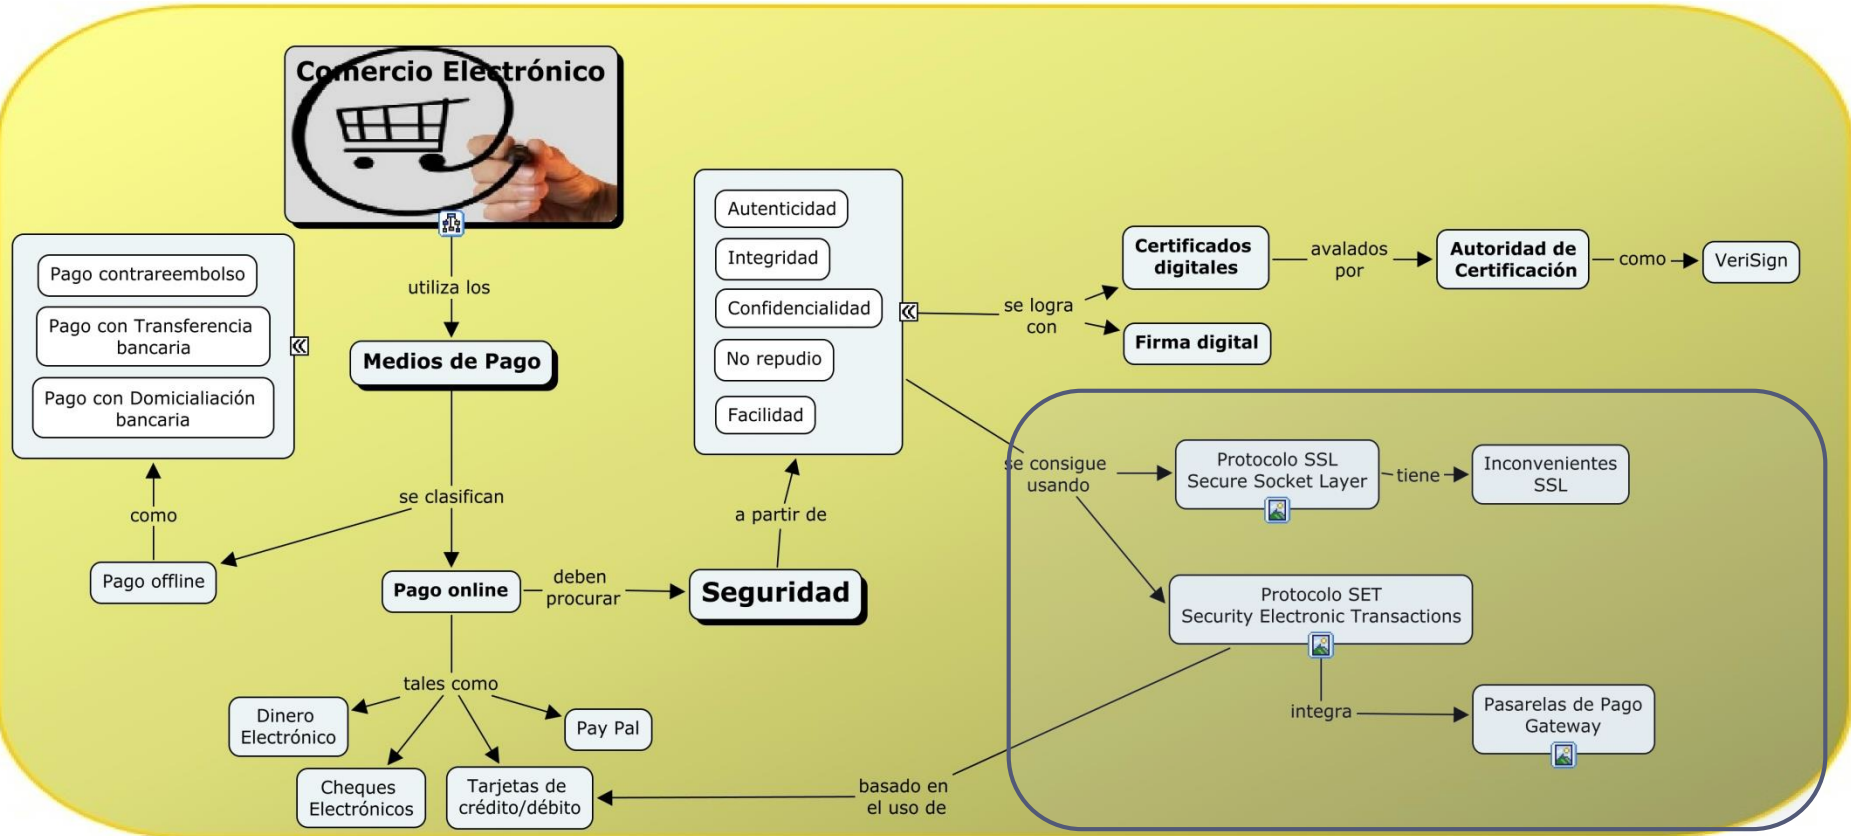 Comercio Electrónico
utiliza los
Medios de Pago
se clasifican
Pago contrareembolso
Pago con Transferencia
bancaria
Pago con Domicialiación
bancaria
como
Pago offline
Pago online
deben
procurar
Seguridad
a partir de
Autenticidad
Integridad
Confidencialidad
No repudio
Facilidad
se logra
con
Certificados
digitales
avalados
por
Autoridad de
Certificación
como
VeriSign
Firma digital
se consigue
usando
Protocolo SSL
Secure Socket Layer
tiene
Inconvenientes
SSL
Protocolo SET
Security Electronic Transactions
integra
Pasarelas de Pago
Gateway
basado en
el uso de
tales como
Dinero
Electrónico
Cheques
Electrónicos
Tarjetas de
crédito/débito
Pay Pal